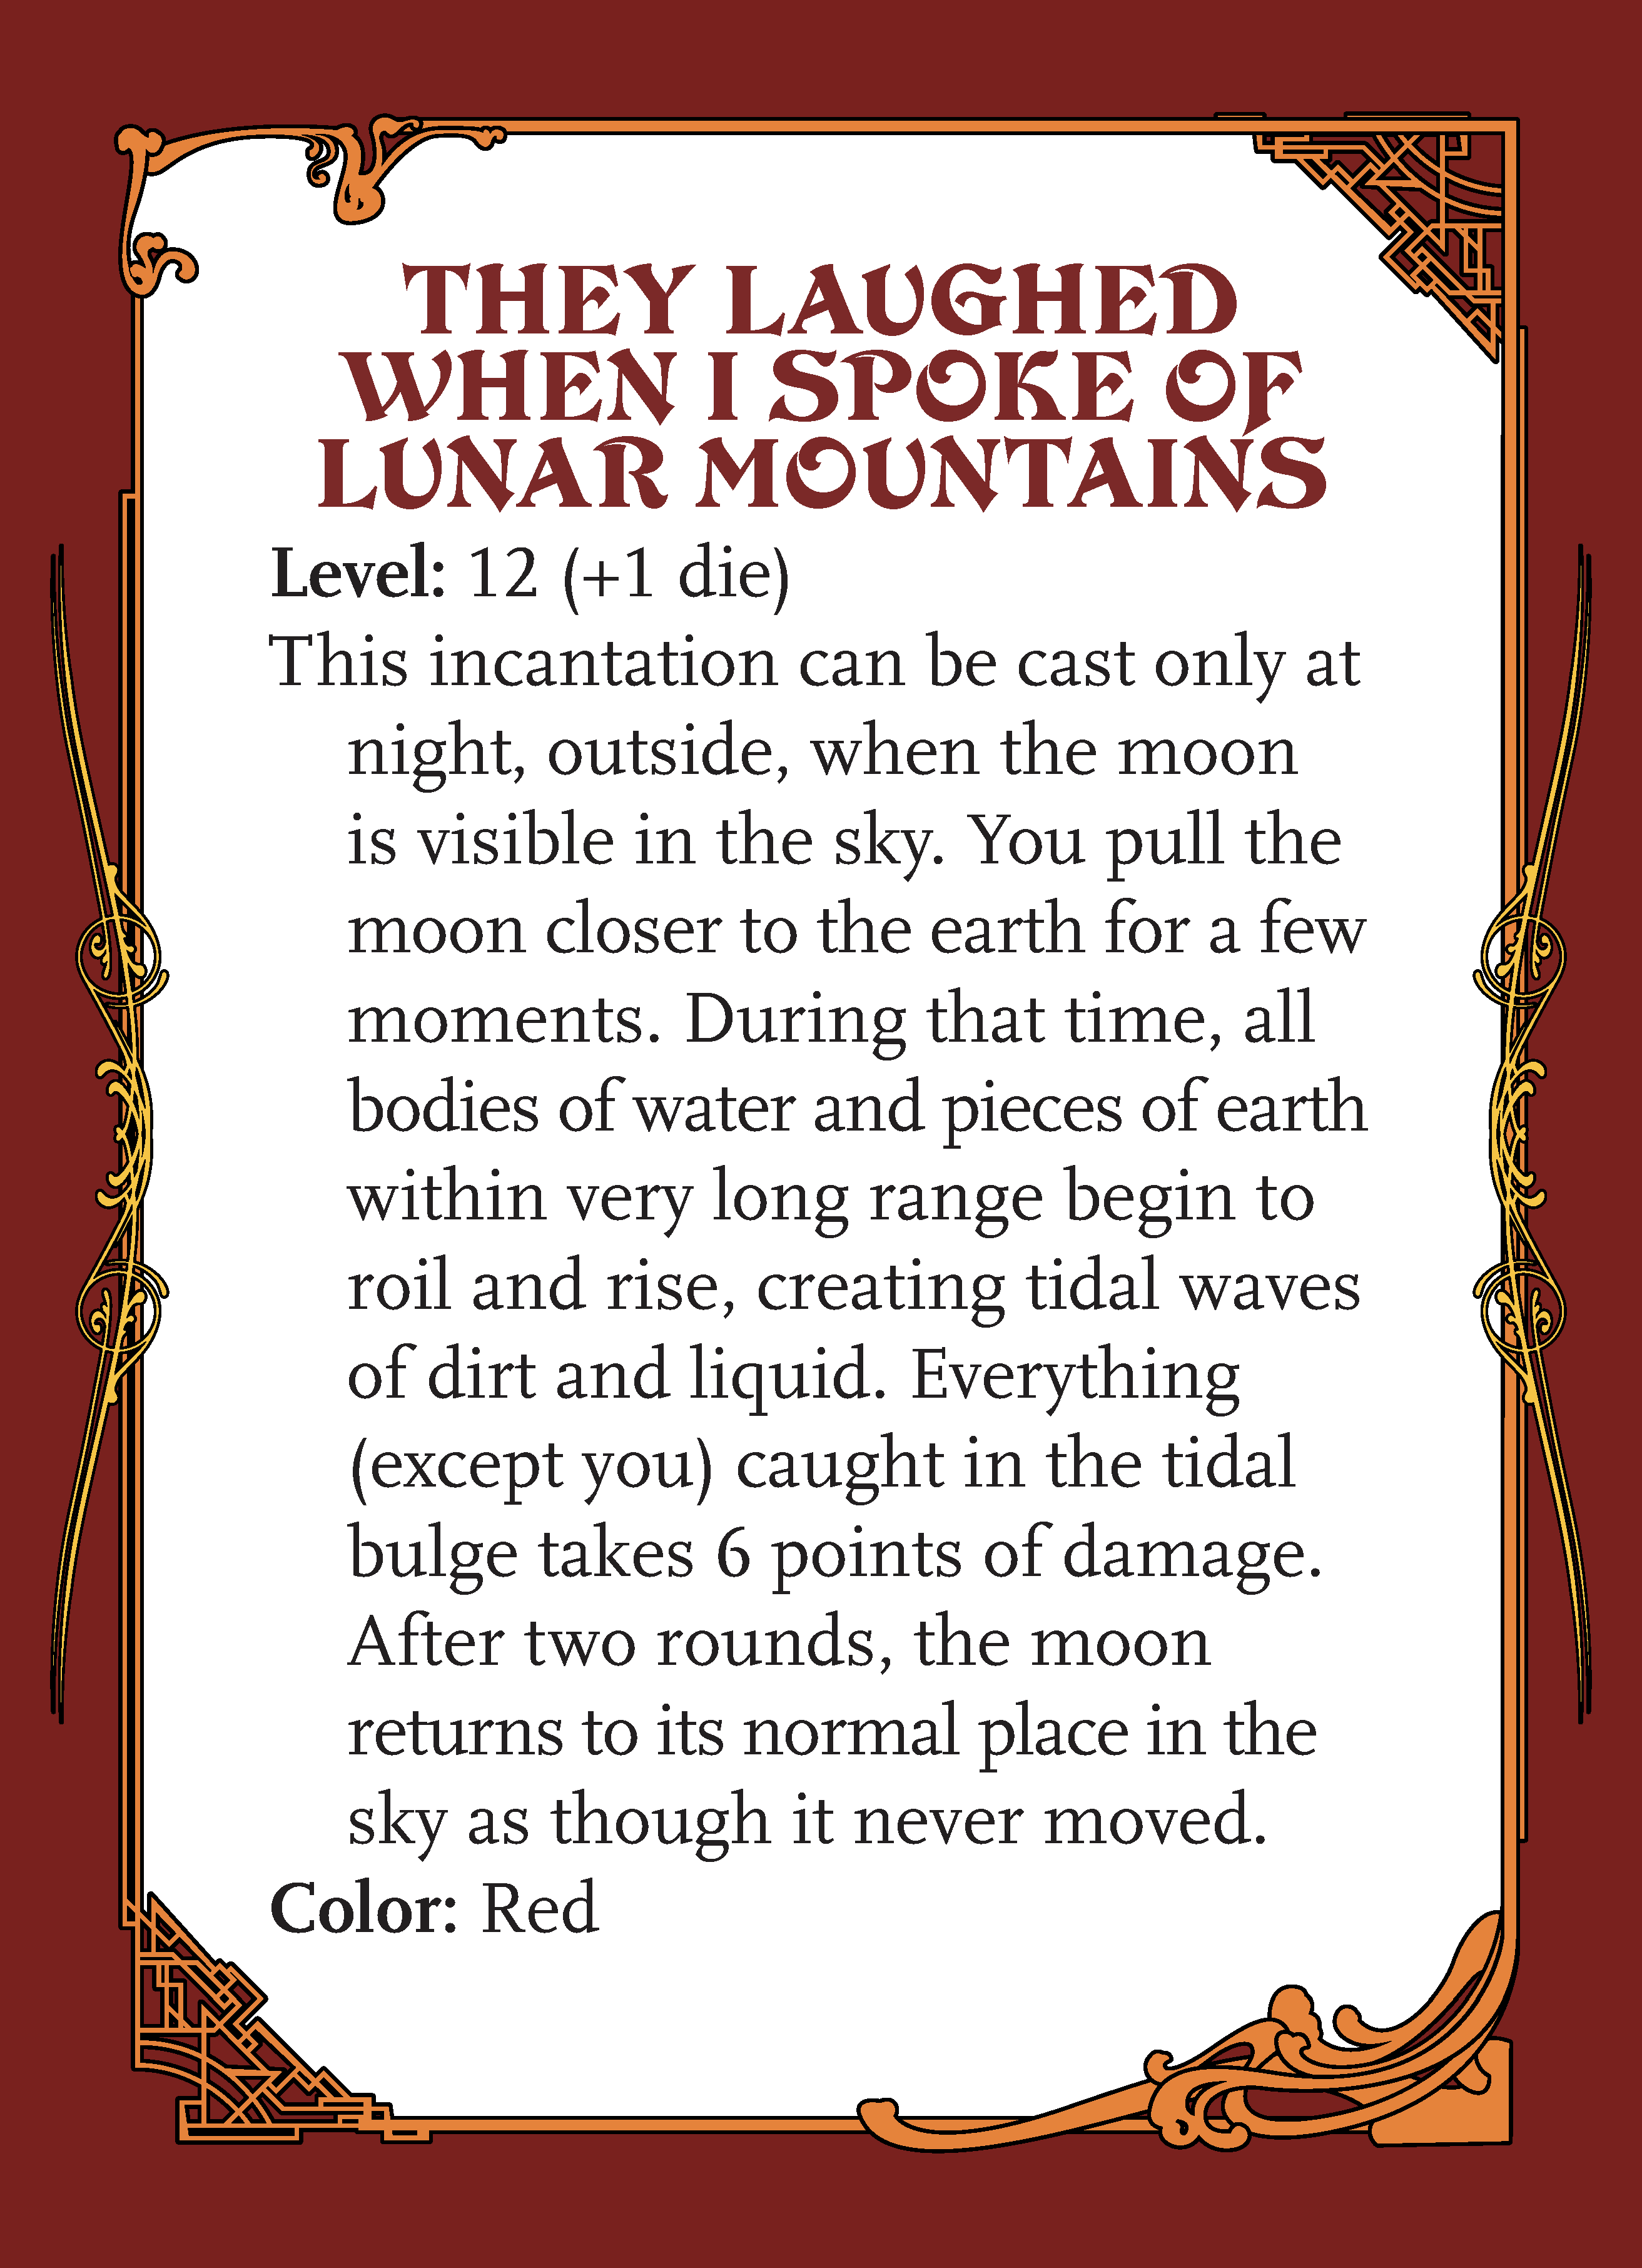 THEY LAUGHED
WHEN I SPOKE OF
LUNAR MOUNTAINS
Level: 12 (+1 die)
This incantation can be cast only at
night, outside, when the moon
is visible in the sky. You pull the
moon closer to the earth for a few
moments. During that time, all
bodies of water and pieces of earth
within very long range begin to
roil and rise, creating tidal waves
of dirt and liquid. Everything
(except you) caught in the tidal
bulge takes 6 points of damage.
After two rounds, the moon
returns to its normal place in the
sky as though it never moved.
Color: Red